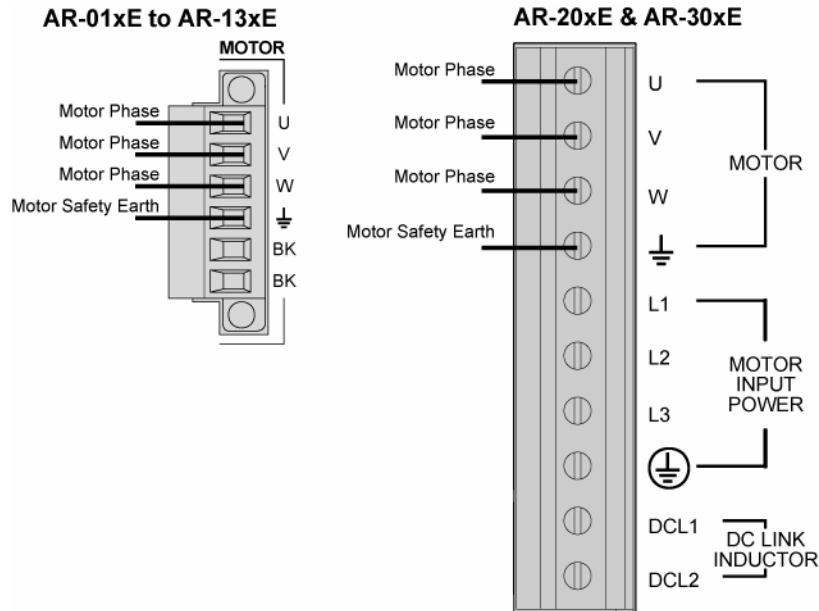 AR-01xE to AR-13xE
MOTOR
Motor Phase
U
Motor Phase
V
Motor Phase
W
Motor Safety Earth
BK
BK
AR-20xE & AR-30xE
Motor Phase
U
Motor Phase
V
Motor Phase
W
Motor Safety Earth
MOTOR
L1
L2
L3
MOTOR
INPUT
POWER
DCL1
DCL2
DC LINK
INDUCTOR